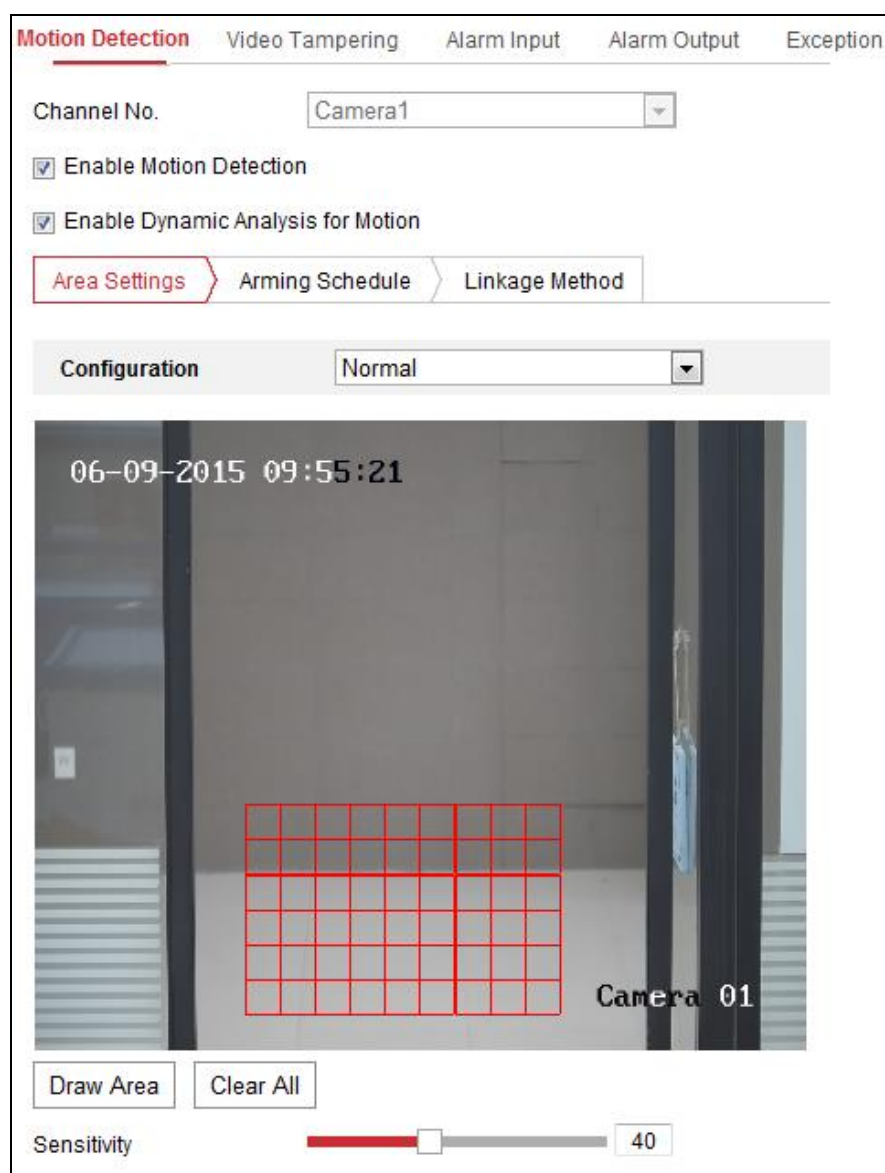 Motion Detection Video Tampering Alarm Input Alarm Output Exception
Channel No. Camera1
Enable Motion Detection
Enable Dynamic Analysis for Motion
Area Settings Arming Schedule Linkage Method
Configuration Normal
06-09-2015 09:55:21
Camera 01
Draw Area Clear All
Sensitivity 40